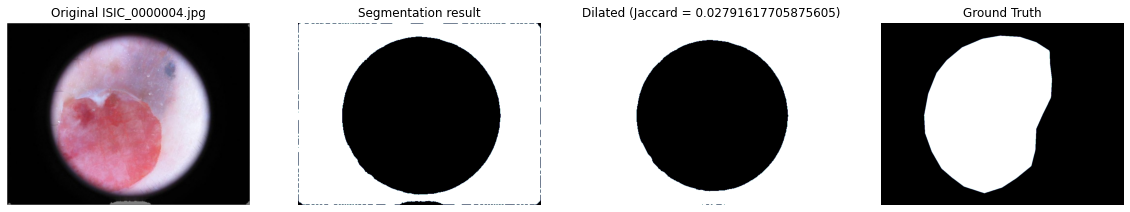 Original ISIC_0000004.jpg
Segmentation result
Dilated (Jaccard = 0.02791617705875605)
Ground Truth